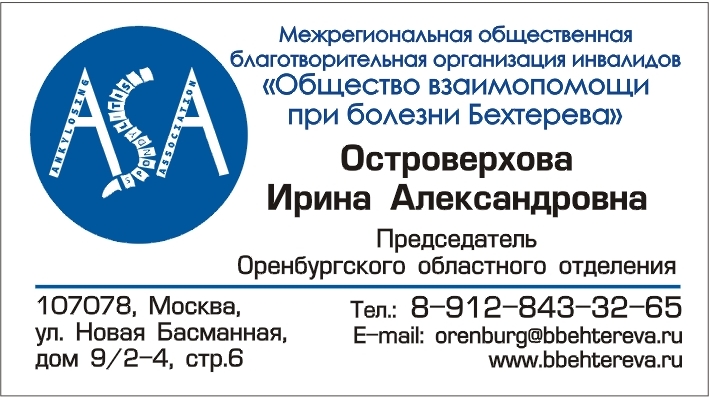 ASA
ANKYLOSING
SPONDYLITIS
ASSOCIATION
Межрегиональная общественная
благотворительная организация инвалидов
«Общество взаимопомощи
при болезни Бехтерева»
Островерхова
Ирина Александровна
Председатель
Оренбургского областного отделения
107078, Москва,
ул. Новая Басманная,
дом 9/2-4, стр.6
Тел.: 8-912-843-32-65
E-mail: orenburg@bbehtereva.ru
www.bbehtereva.ru